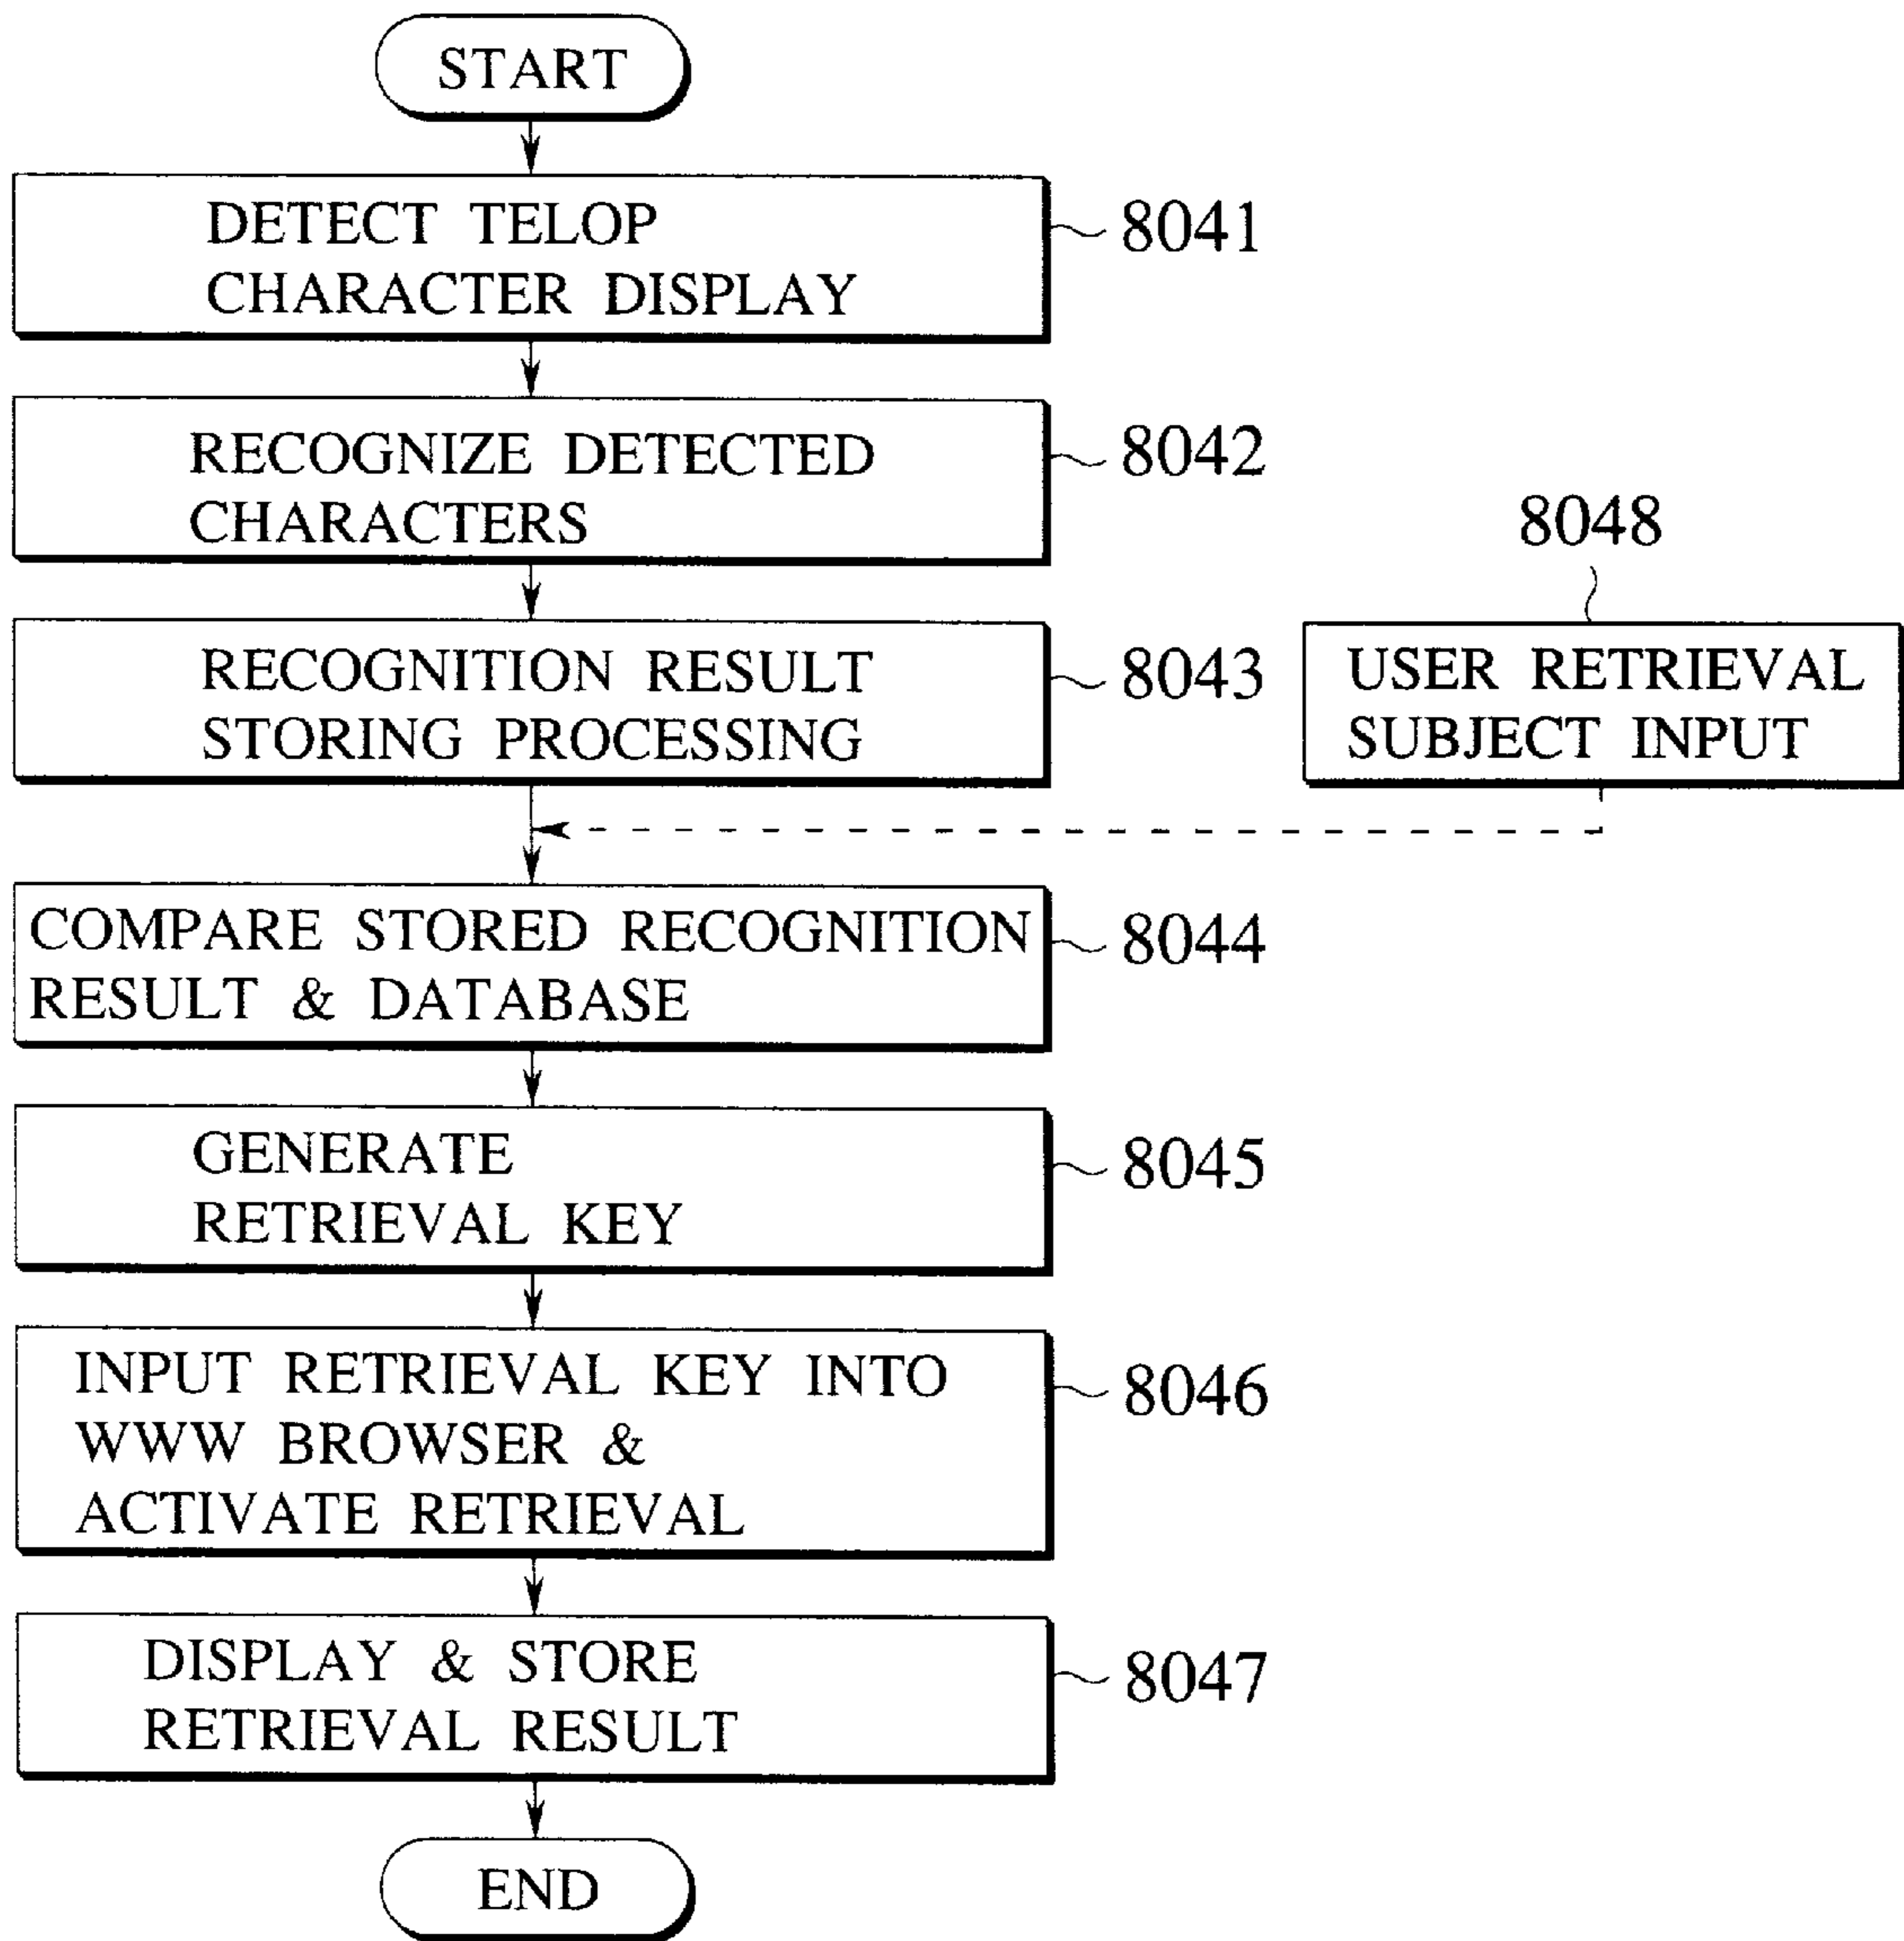 START
DETECT TELOP
CHARACTER DISPLAY
8041
RECOGNIZE DETECTED
CHARACTERS
8042
RECOGNITION RESULT
STORING PROCESSING
8043
8048
USER RETRIEVAL
SUBJECT INPUT
COMPARE STORED RECOGNITION
RESULT & DATABASE
8044
GENERATE
RETRIEVAL KEY
8045
INPUT RETRIEVAL KEY INTO
WWW BROWSER &
ACTIVATE RETRIEVAL
8046
DISPLAY & STORE
RETRIEVAL RESULT
8047
END